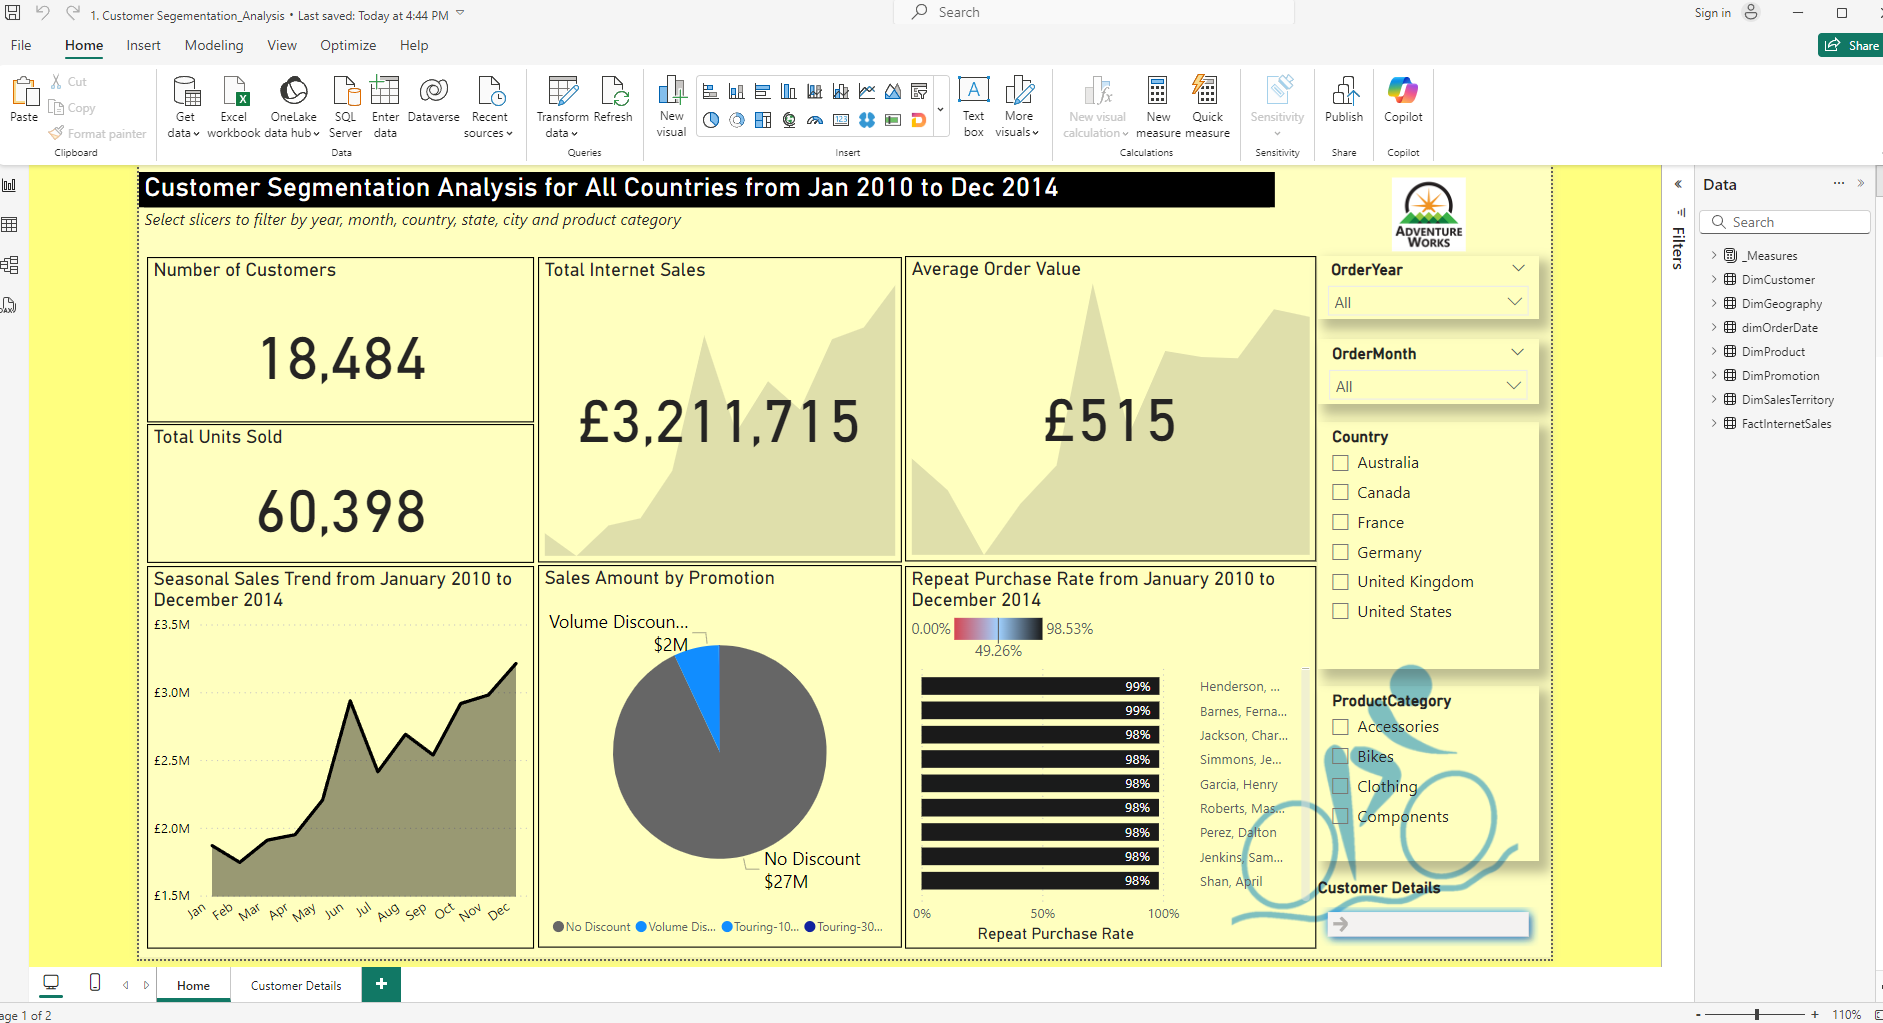 1. Customer Segementation_Analysis • Last saved: Today at 4:44 PM
Search
Sign in
File
Home
Insert
Modeling
View
Optimize
Help
Share
Paste
Cut
Copy
Format painter
Clipboard
Get data
Excel workbook
OneLake data hub
SQL Server
Enter data
Dataverse
Recent sources
Data
Transform data
Refresh
Queries
New visual
123
A
Text box
More visuals
Insert
fx
New visual calculation
New measure
Quick measure
Calculations
Sensitivity
Sensitivity
Publish
Share
Copilot
Copilot
Customer Segmentation Analysis for All Countries from Jan 2010 to Dec 2014
Select slicers to filter by year, month, country, state, city and product category
ADVENTURE
WORKS
Number of Customers
18,484
Total Units Sold
60,398
Total Internet Sales
£3,211,715
Average Order Value
£515
OrderYear
All
OrderMonth
All
Country
Australia
Canada
France
Germany
United Kingdom
United States
ProductCategory
Accessories
Bikes
Clothing
Components
Customer Details
Seasonal Sales Trend from January 2010 to
December 2014
£3.5M
£3.0M
£2.5M
£2.0M
£1.5M
Jan
Feb
Mar
Apr
May
Jun
Jul
Aug
Sep
Oct
Nov
Dec
Sales Amount by Promotion
Volume Discoun...
$2M
No Discount
$27M
No Discount
Volume Dis...
Touring-10...
Touring-30...
Repeat Purchase Rate from January 2010 to
December 2014
0.00%
98.53%
49.26%
99% Henderson, ...
99% Barnes, Ferna...
98% Jackson, Char...
98% Simmons, Je...
98% Garcia, Henry
98% Roberts, Mas...
98% Perez, Dalton
98% Jenkins, Sam...
98% Shan, April
0%
50%
100%
Repeat Purchase Rate
Filters
Data
Search
_Measures
DimCustomer
DimGeography
dimOrderDate
DimProduct
DimPromotion
DimSalesTerritory
FactInternetSales
DAX
Home
Customer Details
+
age 1 of 2
- + 110%